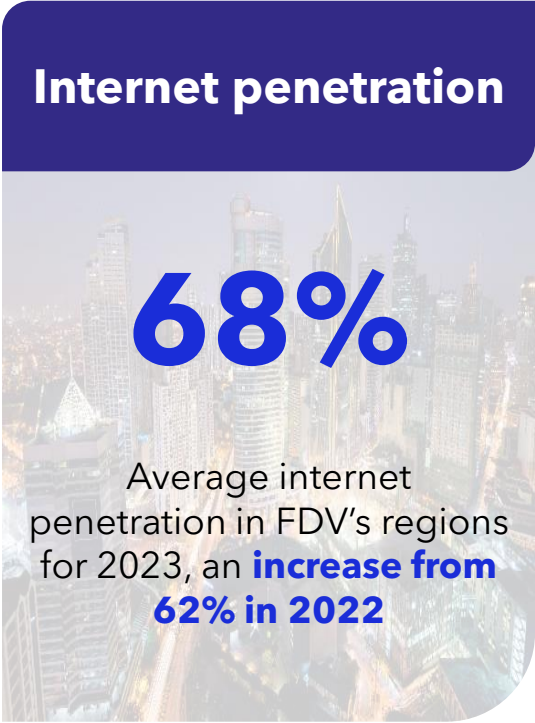 Internet penetration
68%
Average internet
penetration in FDV’s regions
for 2023, an increase from
62% in 2022